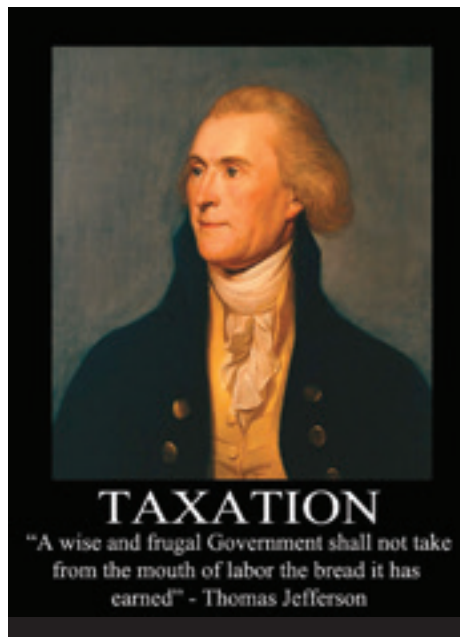 TAXATION
“A wise and frugal Government shall not take
from the mouth of labor the bread it has
earned” - Thomas Jefferson